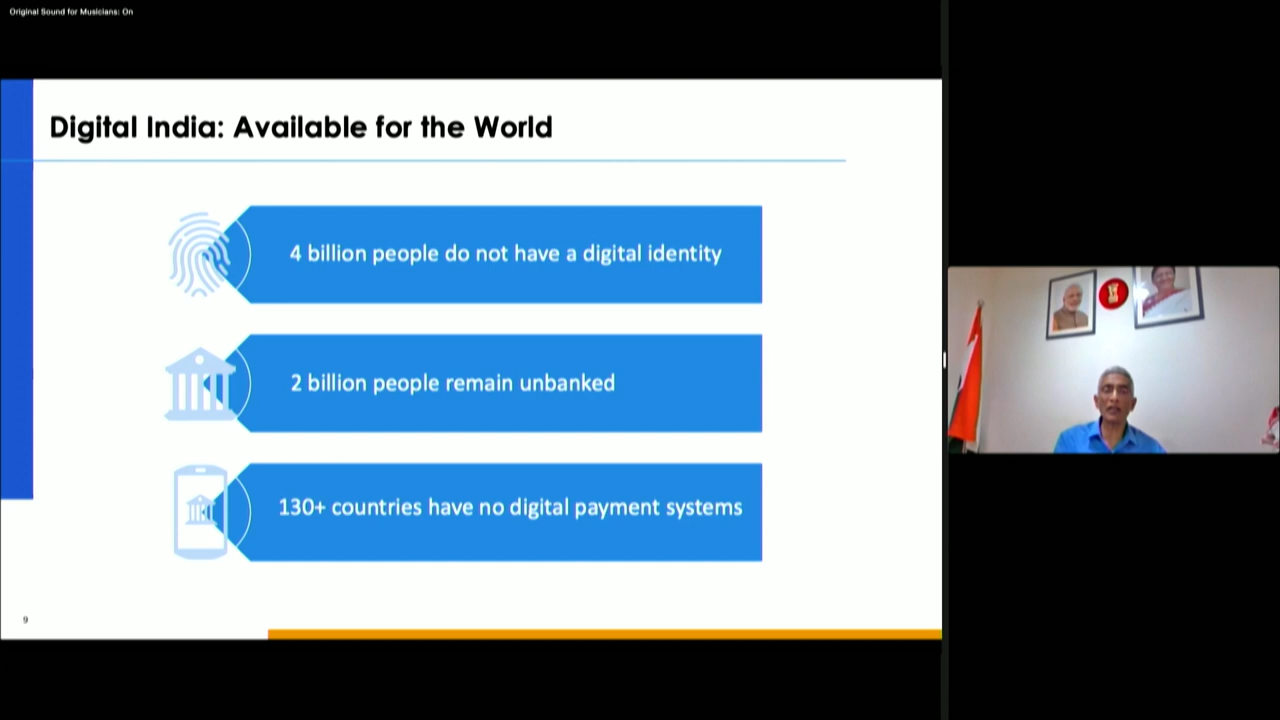 Original Sound for Musicians: On
Digital India: Available for the World
4 billion people do not have a digital identity
2 billion people remain unbanked
130+ countries have no digital payment systems
9